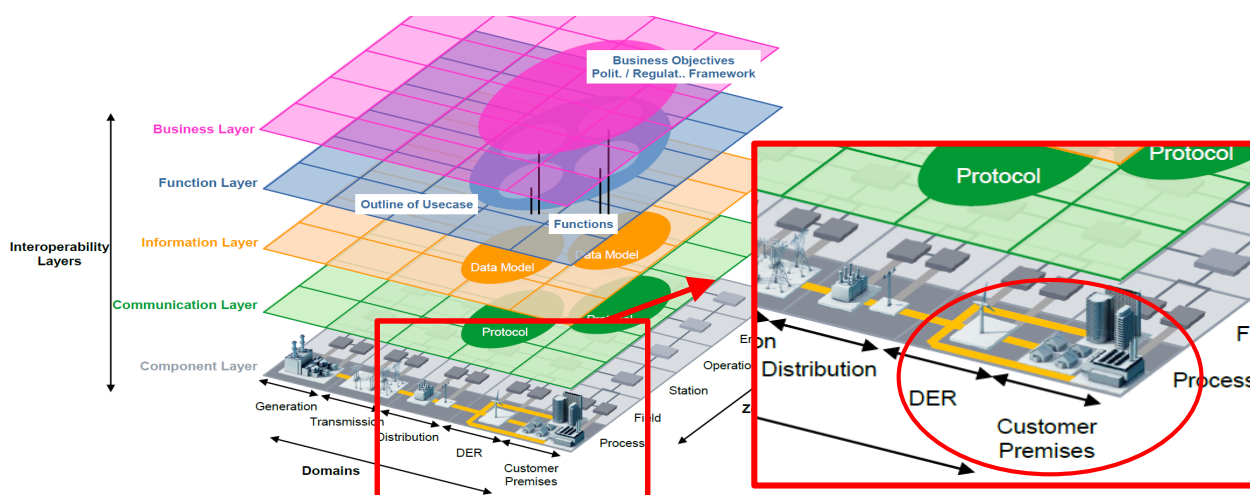 Business Objectives
Polit. / Regulat.. Framework
Business Layer
Function Layer
Outline of Usecase
Functions
Information Layer
Data Model
Data Model
Interoperability
Layers
Communication Layer
Protocol
Protocol
Component Layer
Generation
Transmission
Distribution
DER
Customer
Premises
Domains
Process
Field
Station
Operation
Protocol
Protocol
Distribution
DER
Customer
Premises
Process